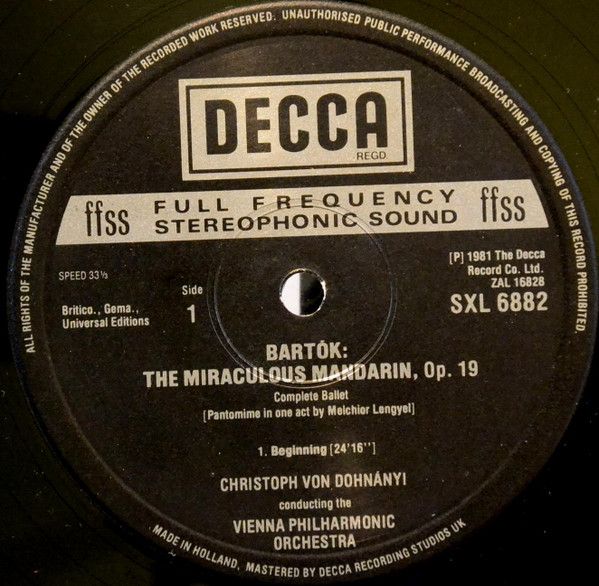 ALL RIGHTS OF THE MANUFACTURER AND OF THE OWNER OF THE RECORDED WORK RESERVED. UNAUTHORISED PUBLIC PERFORMANCE BROADCASTING AND COPYING OF THIS RECORD PROHIBITED.
DECCA
REGD.
ffss FULL FREQUENCY STEREOPHONIC SOUND ffss
SPEED 33⅓
[P] 1981 The Decca
Record Co. Ltd.
ZAL 16828
SXL 6882
Britico., Gema.,
Universal Editions
Side
1
BARTÓK:
THE MIRACULOUS MANDARIN, Op. 19
Complete Ballet
[Pantomime in one act by Melchior Lengyel]
1. Beginning [24'16'']
CHRISTOPH VON DOHNÁNYI
conducting the
VIENNA PHILHARMONIC
ORCHESTRA
MADE IN HOLLAND, MASTERED BY DECCA RECORDING STUDIOS UK